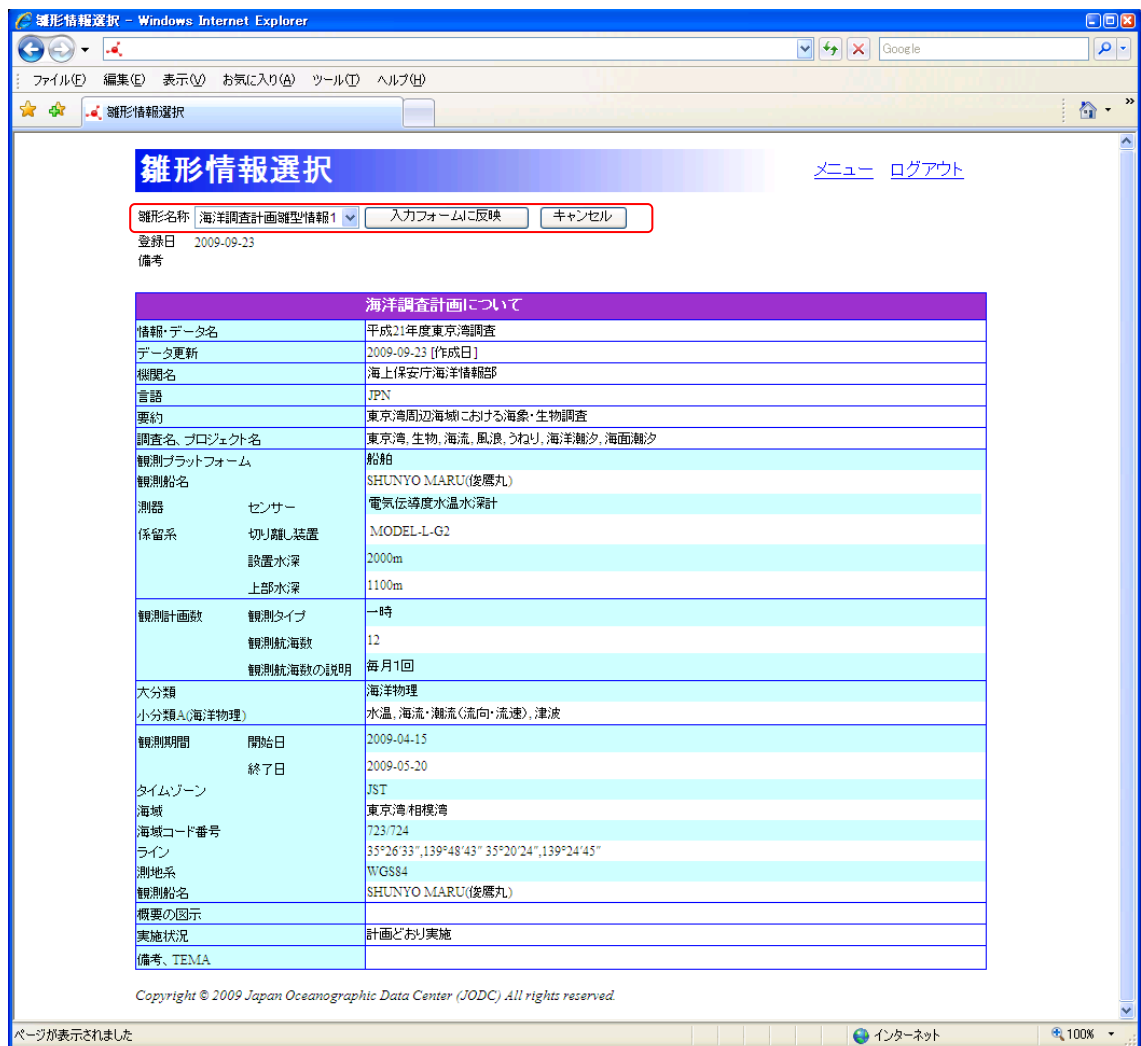 雛形情報選択 - Windows Internet Explorer
Google
ファイル(F) 編集(E) 表示(V) お気に入り(A) ツール(T) ヘルプ(H)
雛形情報選択
雛形情報選択
メニュー ログアウト
雛形名称 海洋調査計画雛型情報1 入力フォームに反映 キャンセル
登録日 2009-09-23
備考
海洋調査計画について
情報・データ名 平成21年度東京湾調査
データ更新 2009-09-23 [作成日]
機関名 海上保安庁海洋情報部
言語 JPN
要約 東京湾周辺海域における海象・生物調査
調査名、プロジェクト名 東京湾, 生物, 海流, 風浪, うねり, 海洋潮汐, 海面潮汐
観測プラットフォーム 船舶
観測船名 SHUNYO MARU(俊鷹丸)
測器 センサー 電気伝導度水温水深計
係留系 切り離し装置 MODEL-L-G2
設置水深 2000m
上部水深 1100m
観測計画数 観測タイプ 一時
観測航海数 12
観測航海数の説明 毎月1回
大分類 海洋物理
小分類A(海洋物理) 水温, 海流・潮流(流向・流速), 津波
観測期間 開始日 2009-04-15
終了日 2009-05-20
タイムゾーン JST
海域 東京湾/相模湾
海域コード番号 723/724
ライン 35°26'33",139°48'43" 35°20'24",139°24'45"
測地系 WGS84
観測船名 SHUNYO MARU(俊鷹丸)
概要の図示
実施状況 計画どおり実施
備考、TEMA
Copyright © 2009 Japan Oceanographic Data Center (JODC) All rights reserved.
ページが表示されました インターネット 100%